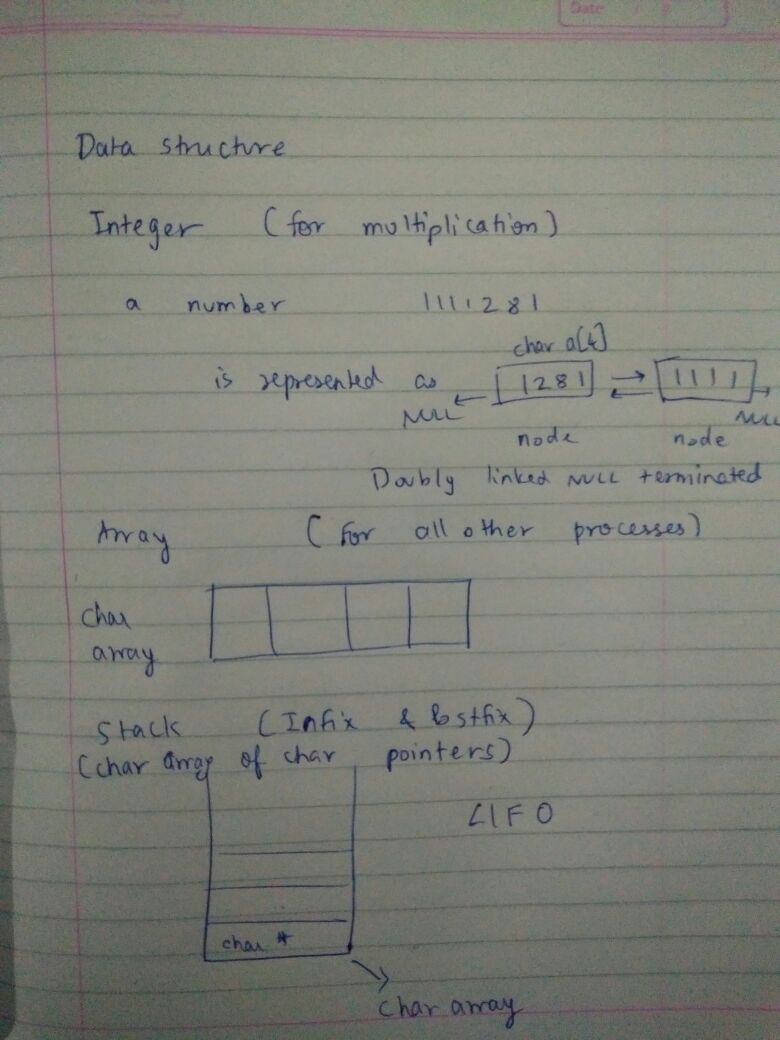 Date
Data structure
Integer (for multiplication)
a number 1111281
char a[4]
is represented as 1281 1111
NULL NULL
node node
Doubly linked NULL terminated
Array (for all other processes)
char
array
Stack (Infix & Postfix)
(char array of char pointers)
LIFO
char *
char array